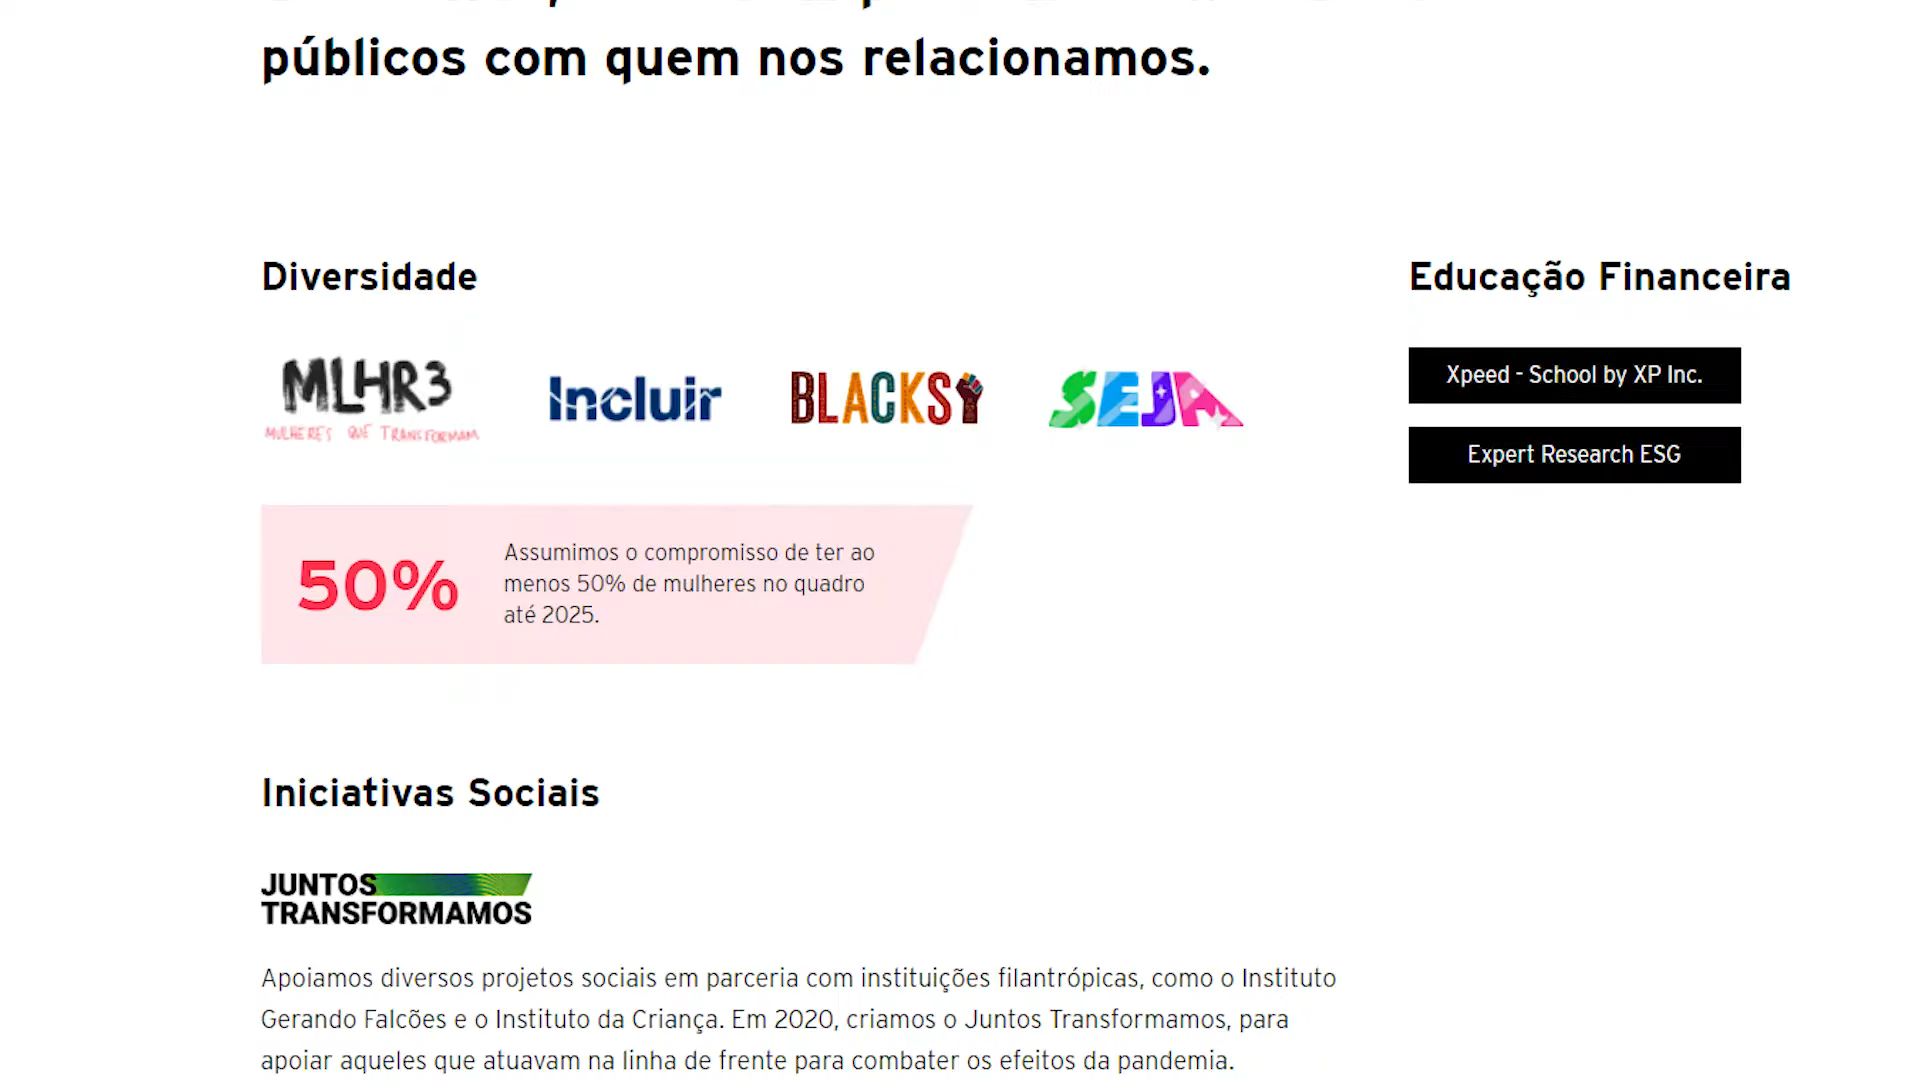 públicos com quem nos relacionamos.
Diversidade
MLHR3
MULHERES QUE TRANSFORMAM
Incluir
BLACKS
SEJA
50%
Assumimos o compromisso de ter ao
menos 50% de mulheres no quadro
até 2025.
Educação Financeira
Xpeed - School by XP Inc.
Expert Research ESG
Iniciativas Sociais
JUNTOS
TRANSFORMAMOS
Apoiamos diversos projetos sociais em parceria com instituições filantrópicas, como o Instituto
Gerando Falcões e o Instituto da Criança. Em 2020, criamos o Juntos Transformamos, para
apoiar aqueles que atuavam na linha de frente para combater os efeitos da pandemia.